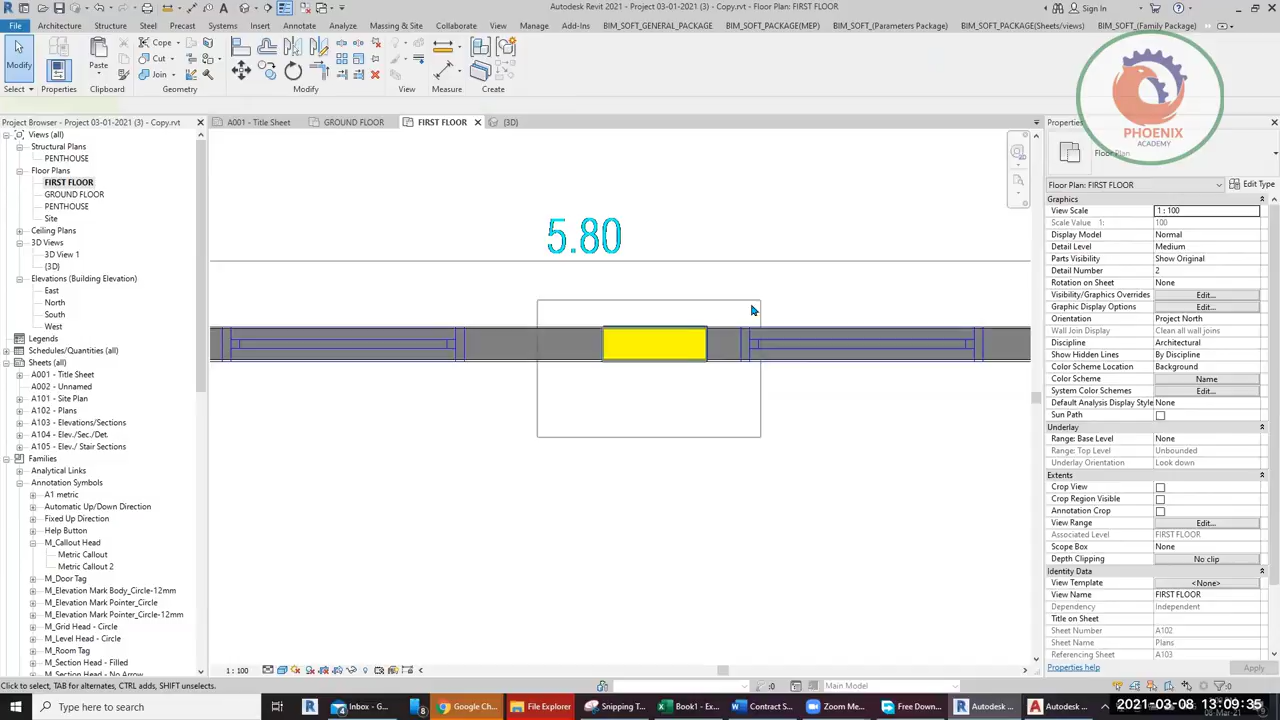 Autodesk Revit 2021 - Project 03-01-2021 (3) - Copy.rvt - Floor Plan: FIRST FLOOR
Sign in
File Architecture Structure Steel Precast Systems Insert Annotate Analyze Massing & Site Collaborate View Manage Add-Ins BIM_SOFT_GENERAL_PACKAGE BIM_SOFT_PACKAGE(MEP) BIM_SOFT_(Parameters Package) BIM_SOFT_PACKAGE(Sheets/views) BIM_SOFT_(Family Package)
Modify
Paste
Cope
Cut
Join
Select Properties Clipboard Geometry Modify View Measure Create
PHOENIX
ACADEMY
Project Browser - Project 03-01-2021 (3) - Copy.rvt
Views (all)
Structural Plans
PENTHOUSE
Floor Plans
FIRST FLOOR
GROUND FLOOR
PENTHOUSE
Site
Ceiling Plans
3D Views
3D View 1
{3D}
Elevations (Building Elevation)
East
North
South
West
Legends
Schedules/Quantities (all)
Sheets (all)
A001 - Title Sheet
A002 - Unnamed
A101 - Site Plan
A102 - Plans
A103 - Elevations/Sections
A104 - Elev./Sec./Det.
A105 - Elev./ Stair Sections
Families
Analytical Links
Annotation Symbols
A1 metric
Automatic Up/Down Direction
Fixed Up Direction
Help Button
M_Callout Head
Metric Callout
Metric Callout 2
M_Door Tag
M_Elevation Mark Body_Circle-12mm
M_Elevation Mark Pointer_Circle
M_Elevation Mark Pointer_Circle-12mm
M_Grid Head - Circle
M_Level Head - Circle
M_Room Tag
M_Section Head - Filled
M_Section Head - No Arrow
A001 - Title Sheet
GROUND FLOOR
FIRST FLOOR
{3D}
5.80
1 : 100
Properties
Floor Plan
Floor Plan: FIRST FLOOR
Edit Type
Graphics
View Scale 1 : 100
Scale Value 1: 100
Display Model Normal
Detail Level Medium
Parts Visibility Show Original
Detail Number 2
Rotation on Sheet None
Visibility/Graphics Overrides Edit...
Graphic Display Options Edit...
Orientation Project North
Wall Join Display Clean all wall joins
Discipline Architectural
Show Hidden Lines By Discipline
Color Scheme Location Background
Color Scheme Name
System Color Schemes Edit...
Default Analysis Display Style None
Sun Path
Underlay
Range: Base Level None
Range: Top Level Unbounded
Underlay Orientation Look down
Extents
Crop View
Crop Region Visible
Annotation Crop
View Range Edit...
Associated Level FIRST FLOOR
Scope Box None
Depth Clipping No clip
Identity Data
View Template <None>
View Name FIRST FLOOR
Dependency Independent
Title on Sheet
Sheet Number A102
Sheet Name Plans
Referencing Sheet A103
Properties help
Apply
Click to select, TAB for alternates, CTRL adds, SHIFT unselects.
:0
Main Model
:0
Type here to search
Inbox - G...
Google Ch...
File Explorer
Snipping T...
Book1 - Ex...
Contract S...
Zoom Me...
Free Down...
Autodesk ...
Autodesk ...
2021-03-08 05:09:35